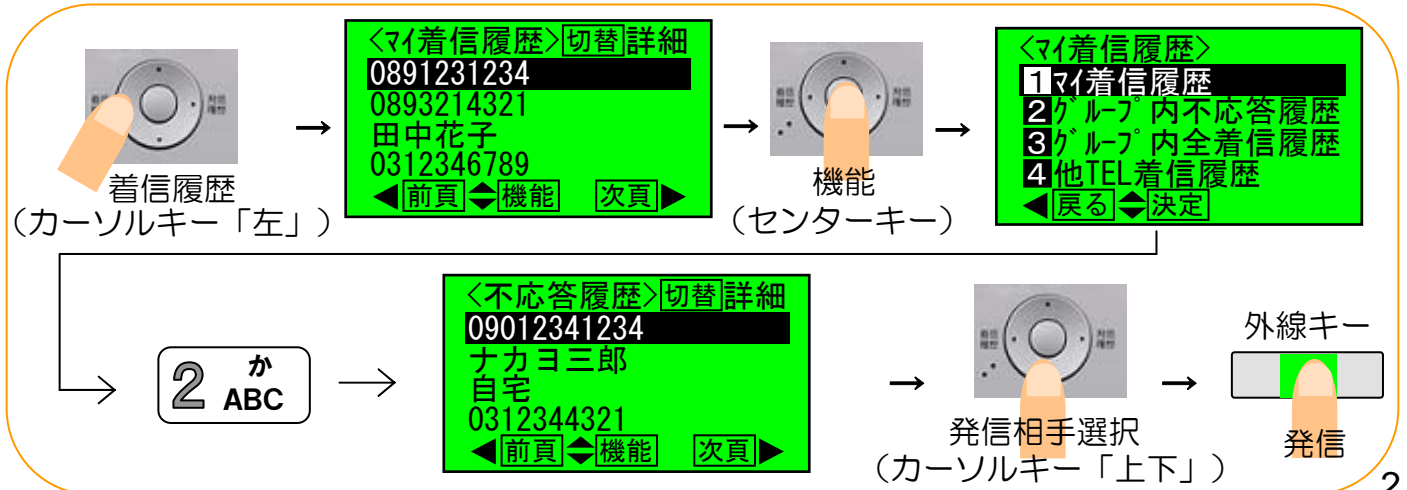 <ﾏｲ着信履歴>切替詳細
0891231234
0893214321
田中花子
0312346789
前頁 機能 次頁
着信履歴
（カーソルキー「左」）
機能
（センターキー）
<ﾏｲ着信履歴>
1ﾏｲ着信履歴
2ｸﾞﾙｰﾌﾟ内不応答履歴
3ｸﾞﾙｰﾌﾟ内全着信履歴
4他TEL着信履歴
戻る 決定
2 か
ABC
<不応答履歴>切替詳細
09012341234
ナカヨ三郎
自宅
0312344321
前頁 機能 次頁
発信相手選択
（カーソルキー「上下」）
外線キー
発信
2